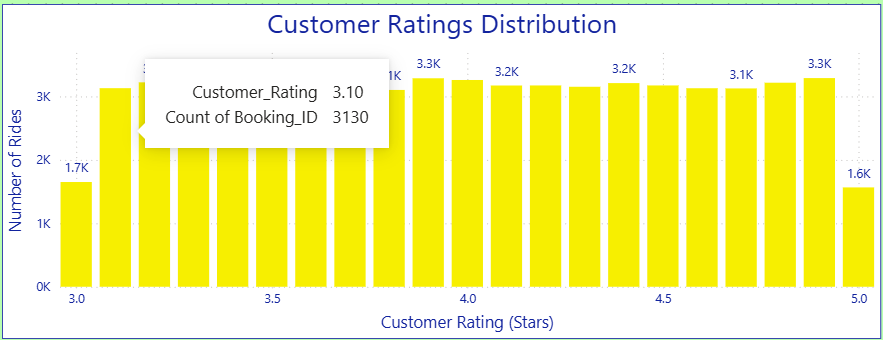 Customer Ratings Distribution
Customer_Rating 3.10
Count of Booking_ID 3130
3.3K
3.2K
3.2K
3.1K
3.3K
1.7K
1.6K
3K
2K
1K
0K
Number of Rides
3.0
3.5
4.0
4.5
5.0
Customer Rating (Stars)